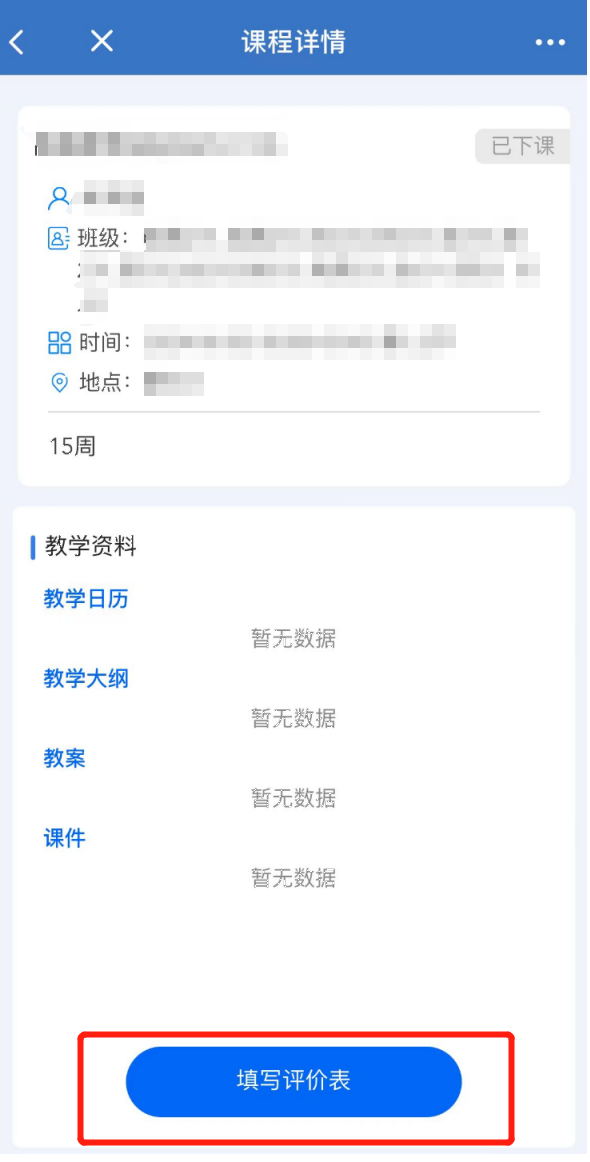 课程详情
已下课
班级：
时间：
地点：
15周
教学资料
教学日历
暂无数据
教学大纲
暂无数据
教案
暂无数据
课件
暂无数据
填写评价表